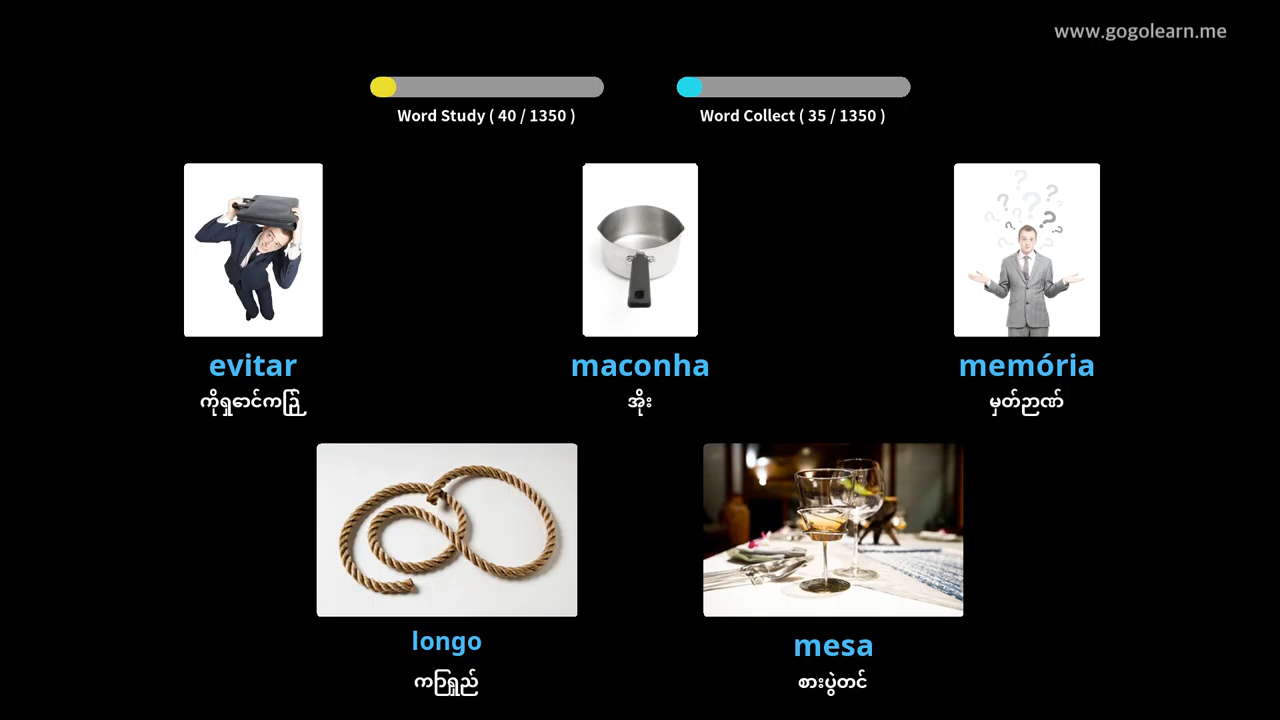 www.gogolearn.me
Word Study ( 40 / 1350 )
Word Collect ( 35 / 1350 )
evitar
maconha
memória
ကိုရှောင်ကြဉ်
အိုး
မှတ်ဉာဏ်
longo
mesa
ကြာရှည်
စားပွဲတင်